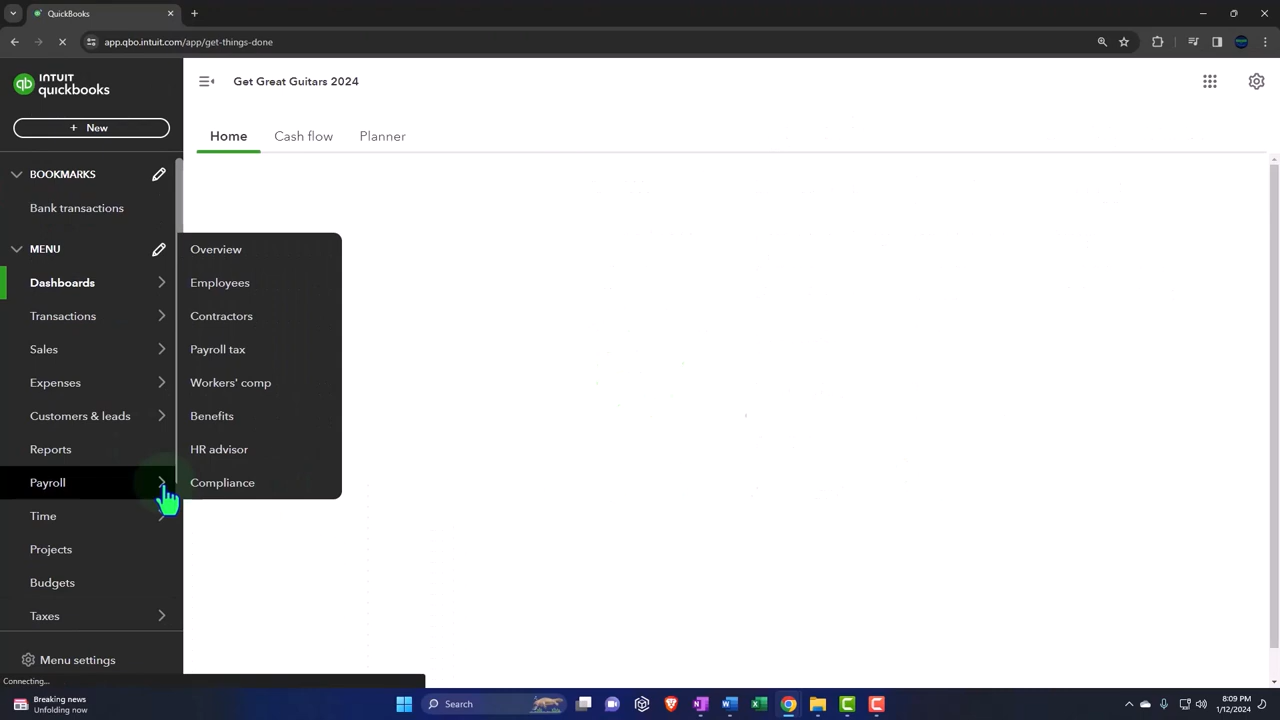 QuickBooks
app.qbo.intuit.com/app/get-things-done
INTUIT
quickbooks
Get Great Guitars 2024
+ New
Home
Cash flow
Planner
BOOKMARKS
Bank transactions
MENU
Dashboards
Transactions
Sales
Expenses
Customers & leads
Reports
Payroll
Time
Projects
Budgets
Taxes
Menu settings
Overview
Employees
Contractors
Payroll tax
Workers' comp
Benefits
HR advisor
Compliance
Connecting...
Breaking news
Unfolding now
Search
8:09 PM
1/12/2024